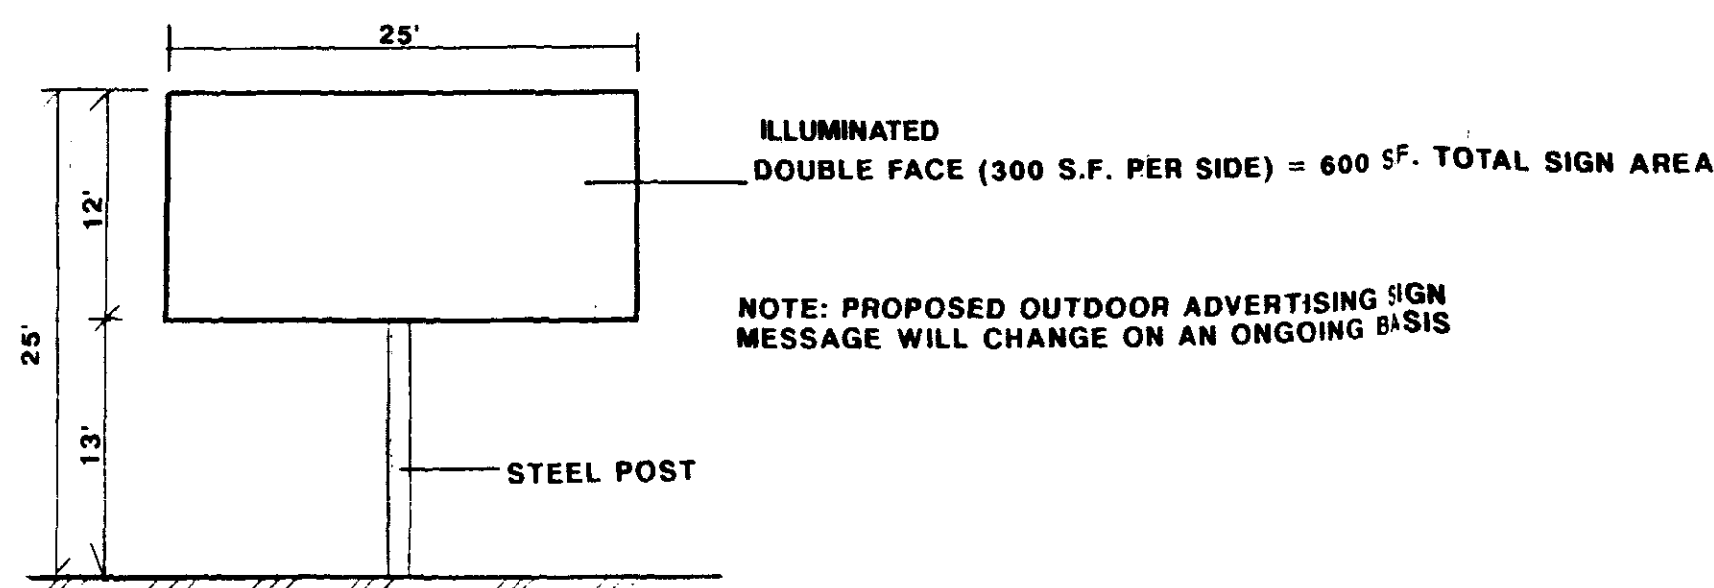 25'
ILLUMINATED
DOUBLE FACE (300 S.F. PER SIDE) = 600 SF. TOTAL SIGN AREA
12'
NOTE: PROPOSED OUTDOOR ADVERTISING SIGN
MESSAGE WILL CHANGE ON AN ONGOING BASIS
25'
13'
STEEL POST